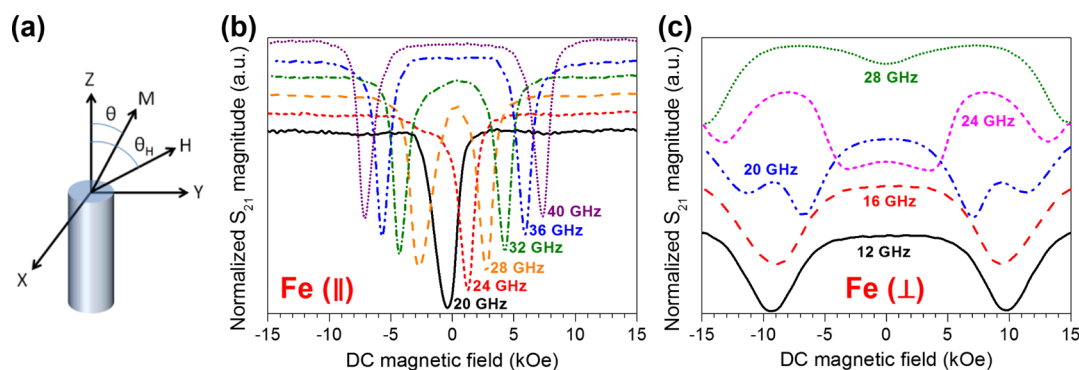 (a)
Z
M
θ
θH
H
Y
X
(b)
Normalized S21 magnitude (a.u.)
40 GHz
36 GHz
32 GHz
28 GHz
24 GHz
20 GHz
Fe (∥)
-15 -10 -5 0 5 10 15
DC magnetic field (kOe)
(c)
Normalized S21 magnitude (a.u.)
28 GHz
24 GHz
20 GHz
16 GHz
12 GHz
Fe (⊥)
-15 -10 -5 0 5 10 15
DC magnetic field (kOe)